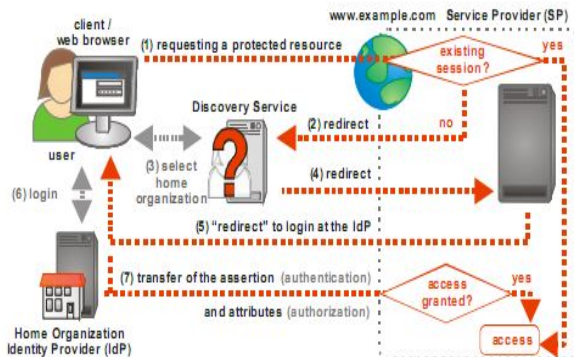 client /
web browser
www.example.com Service Provider (SP)
(1) requesting a protected resource
existing
session?
yes
Discovery Service
(2) redirect
no
user
(3) select
home
organization
(4) redirect
(6) login
(5) "redirect" to login at the IdP
(7) transfer of the assertion (authentication)
and attributes (authorization)
access
granted?
yes
access
Home Organization
Identity Provider (IdP)